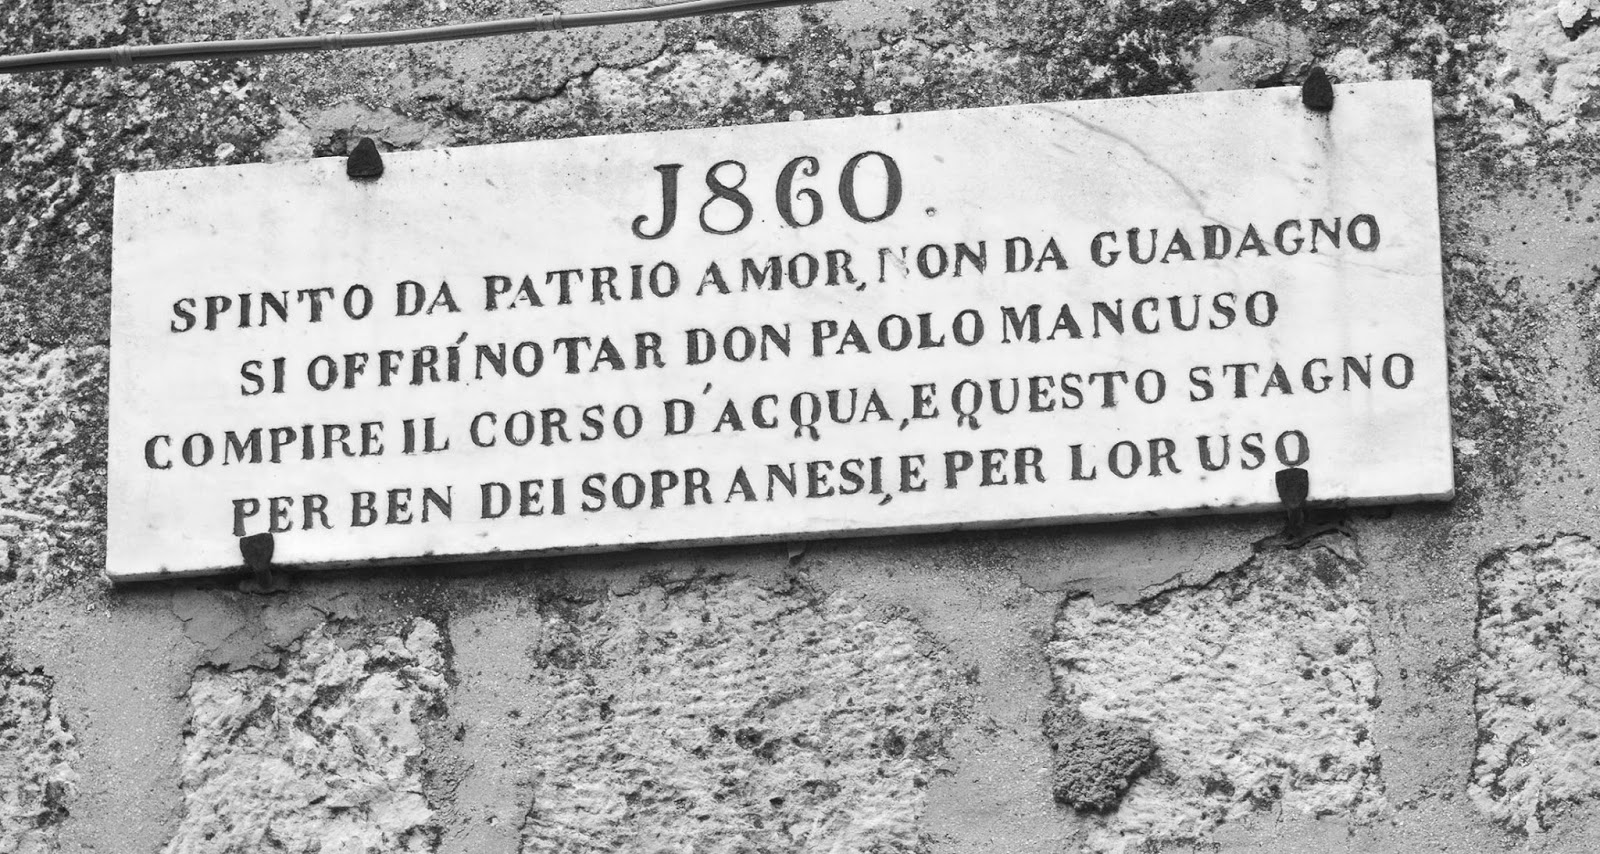 J860.
SPINTO DA PATRIO AMOR, NON DA GUADAGNO
SI OFFRÍ NOTAR DON PAOLO MANCUSO
COMPIRE IL CORSO D'ACQUA, E QUESTO STAGNO
PER BEN DEI SOPRANESI, E PER LOR USO